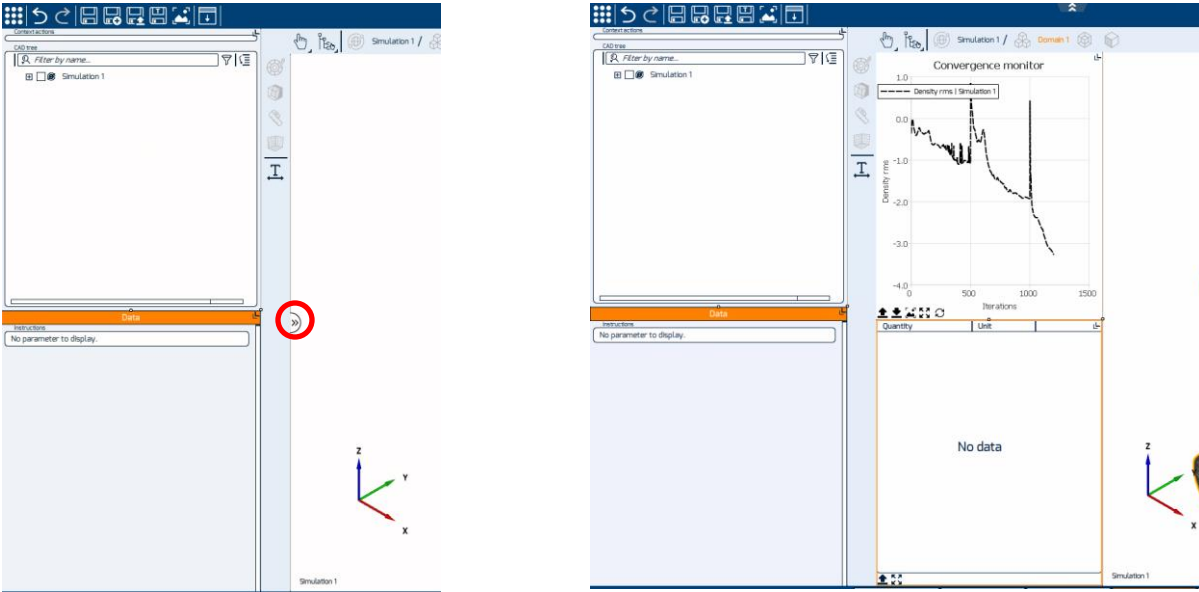 Context actions
CAD tree
Filter by name...
Simulation 1
Simulation 1 /
T
Data
Instructions
No parameter to display.
»
Z
Y
X
Simulation 1
Context actions
CAD tree
Filter by name...
Simulation 1
Simulation 1 / Domain 1
T
Convergence monitor
Density rms | Simulation 1
1.0
0.0
-1.0
-2.0
-3.0
-4.0
Density rms
0 500 1000 1500
Iterations
Data
Instructions
No parameter to display.
Quantity Unit
No data
Z
X
Simulation 1